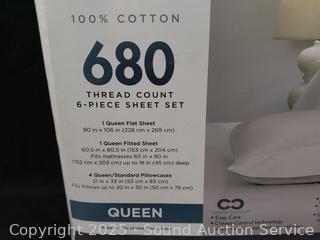 100% COTTON
680
THREAD COUNT
6-PIECE SHEET SET
1 Queen Flat Sheet
90 in x 106 in (228 cm x 269 cm)
1 Queen Fitted Sheet
60.5 in x 80.5 in (153 cm x 204 cm)
Fits mattresses 60 in x 80 in
(152 cm x 203 cm) up to 18 in (45 cm) deep
4 Queen/Standard Pillowcases
21 in x 33 in (53 cm x 83 cm)
Fits Pillows up to 20 in x 30 in (50 cm x 76 cm)
QUEEN
• Easy Care
• Crease Control technology
Copyright 2025 - Sound Auction Service